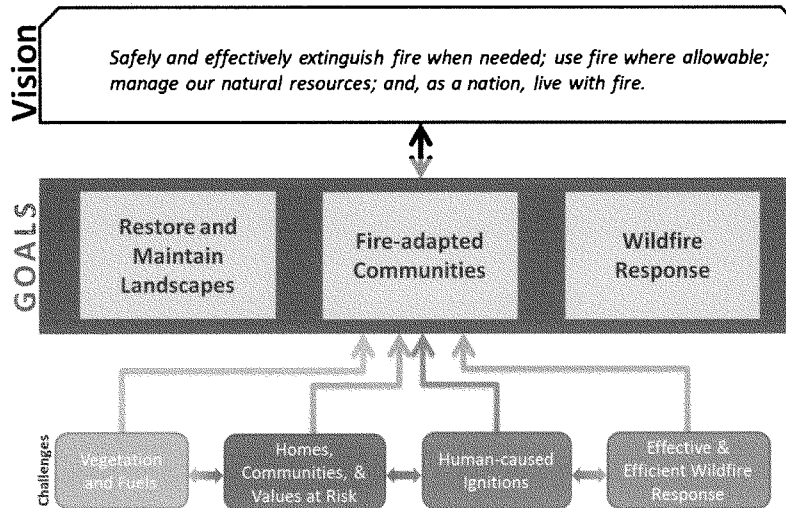 Vision
Safely and effectively extinguish fire when needed; use fire where allowable;
manage our natural resources; and, as a nation, live with fire.
GOALS
Restore and
Maintain
Landscapes
Fire-adapted
Communities
Wildfire
Response
Challenges
Vegetation
and Fuels
Homes,
Communities, &
Values at Risk
Human-caused
Ignitions
Effective &
Efficient Wildfire
Response